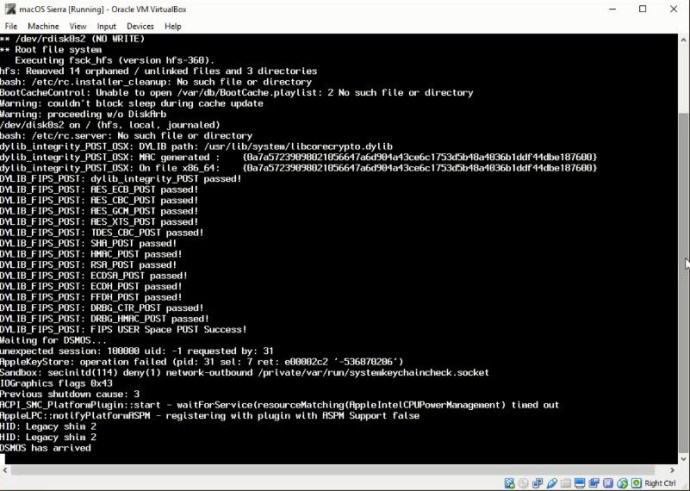 macOS Sierra [Running] - Oracle VM VirtualBox
File Machine View Input Devices Help
** /dev/rdisk0s2 (NO WRITE)
** Root file system
Executing fsck_hfs (version hfs-360).
hfs: Removed 14 orphaned / unlinked files and 3 directories
bash: /etc/rc.installer_cleanup: No such file or directory
BootCacheControl: Unable to open /var/db/BootCache.playlist: 2 No such file or directory
Warning: couldn't block sleep during cache update
Warning: proceeding w/o DiskArb
/dev/disk0s2 on / (hfs, local, journaled)
bash: /etc/rc.server: No such file or directory
dylib_integrity_POST_OSX: DYLIB path: /usr/lib/system/libcorecrypto.dylib
dylib_integrity_POST_OSX: MAC generated : {0a7a57239098021056647a6d904a43ce6c1753d5b48a4036b1ddf44dbe187600}
dylib_integrity_POST_OSX: On file x86_64: {0a7a57239098021056647a6d904a43ce6c1753d5b48a4036b1ddf44dbe187600}
DYLIB_FIPS_POST: dylib_integrity_POST passed!
DYLIB_FIPS_POST: AES_ECB_POST passed!
DYLIB_FIPS_POST: AES_CBC_POST passed!
DYLIB_FIPS_POST: AES_GCM_POST passed!
DYLIB_FIPS_POST: AES_XTS_POST passed!
DYLIB_FIPS_POST: TDES_CBC_POST passed!
DYLIB_FIPS_POST: SHA_POST passed!
DYLIB_FIPS_POST: HMAC_POST passed!
DYLIB_FIPS_POST: RSA_POST passed!
DYLIB_FIPS_POST: ECDSA_POST passed!
DYLIB_FIPS_POST: ECDH_POST passed!
DYLIB_FIPS_POST: FFDH_POST passed!
DYLIB_FIPS_POST: DRBG_CTR_POST passed!
DYLIB_FIPS_POST: DRBG_HMAC_POST passed!
DYLIB_FIPS_POST: FIPS USER Space POST Success!
Waiting for DSMOS...
unexpected session: 100000 uid: -1 requested by: 31
AppleKeyStore: operation failed (pid: 31 sel: 7 ret: e00002c2 '-536870206')
Sandbox: secinitd(114) deny(1) network-outbound /private/var/run/systemkeychaincheck.socket
IOGraphics flags 0x43
Previous shutdown cause: 3
ACPI_SMC_PlatformPlugin::start - waitForService(resourceMatching(AppleIntelCPUPowerManagement) timed out
AppleLPC::notifyPlatformASPM - registering with plugin with ASPM Support false
HID: Legacy shim 2
HID: Legacy shim 2
DSMOS has arrived
Right Ctrl